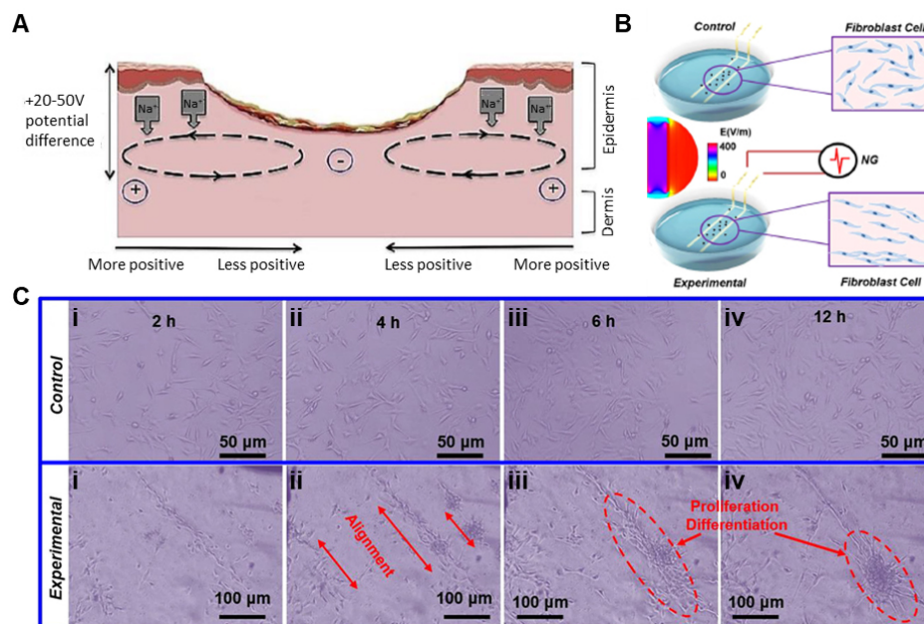 A
+20-50V
potential
difference
Na⁺
Na⁺
Na⁺
Na⁺
+
-
+
Epidermis
Dermis
More positive
Less positive
Less positive
More positive
B
Control
Fibroblast Cell
E(V/m)
400
0
NG
Experimental
Fibroblast Cell
C
Control
i
2 h
50 µm
ii
4 h
50 µm
iii
6 h
50 µm
iv
12 h
50 µm
Experimental
i
100 µm
ii
Alignment
100 µm
iii
Proliferation
Differentiation
100 µm
iv
100 µm